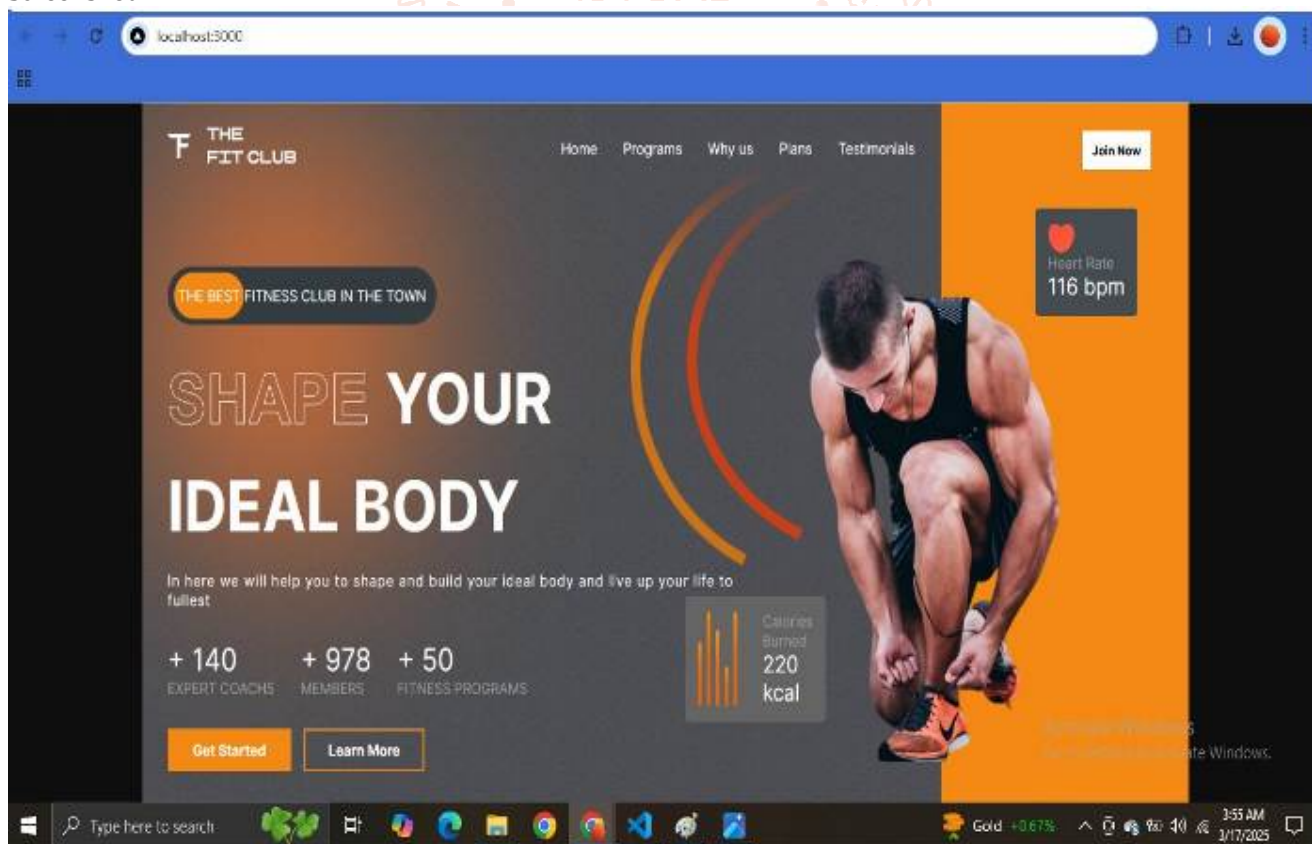 localhost:3000
THE
FIT CLUB
Home Programs Why us Plans Testimonials
Join Now
Heart Rate
116 bpm
THE BEST FITNESS CLUB IN THE TOWN
SHAPE YOUR
IDEAL BODY
In here we will help you to shape and build your ideal body and live up your life to
fullest
Calories
Burned
220
kcal
+ 140 + 978 + 50
EXPERT COACHS MEMBERS FITNESS PROGRAMS
Get Started Learn More
Windows.
Type here to search
Gold +0.67%
3:55 AM
3/17/2025